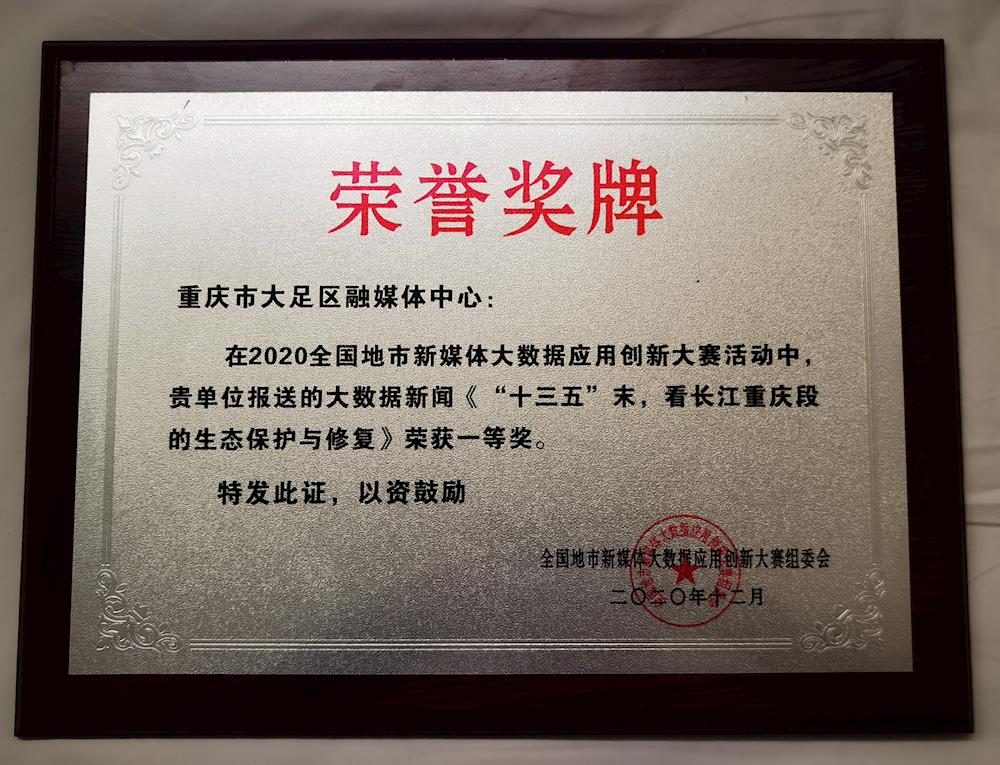 荣誉奖牌
重庆市大足区融媒体中心：
在2020全国地市新媒体大数据应用创新大赛活动中，
贵单位报送的大数据新闻《“十三五”末，看长江重庆段
的生态保护与修复》荣获一等奖。
特发此证，以资鼓励
全国地市新媒体大数据应用创新大赛组委会
二〇二〇年十二月